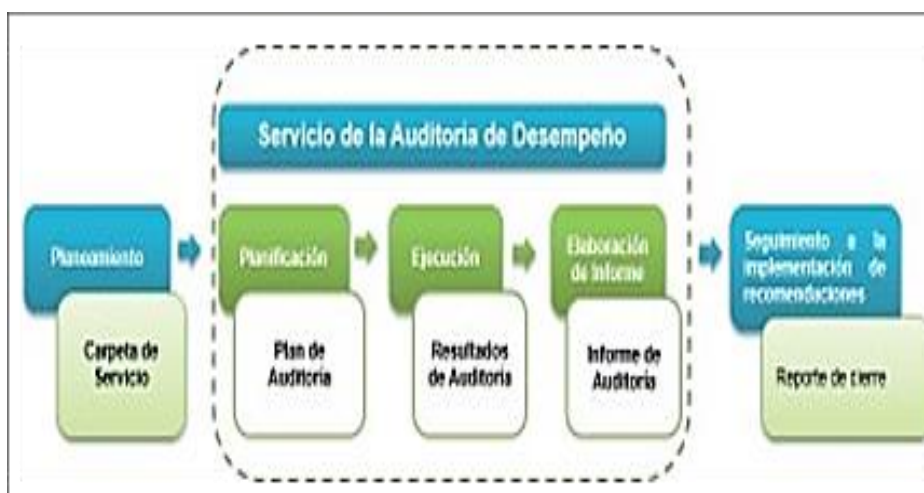 Servicio de la Auditoria de Desempeño
Planeamiento
Carpeta de
Servicio
Planificación
Plan de
Auditoria
Ejecución
Resultados
de Auditoria
Elaboración
de Informe
Informe de
Auditoria
Seguimiento a la
implementación de
recomendaciones
Reporte de cierre